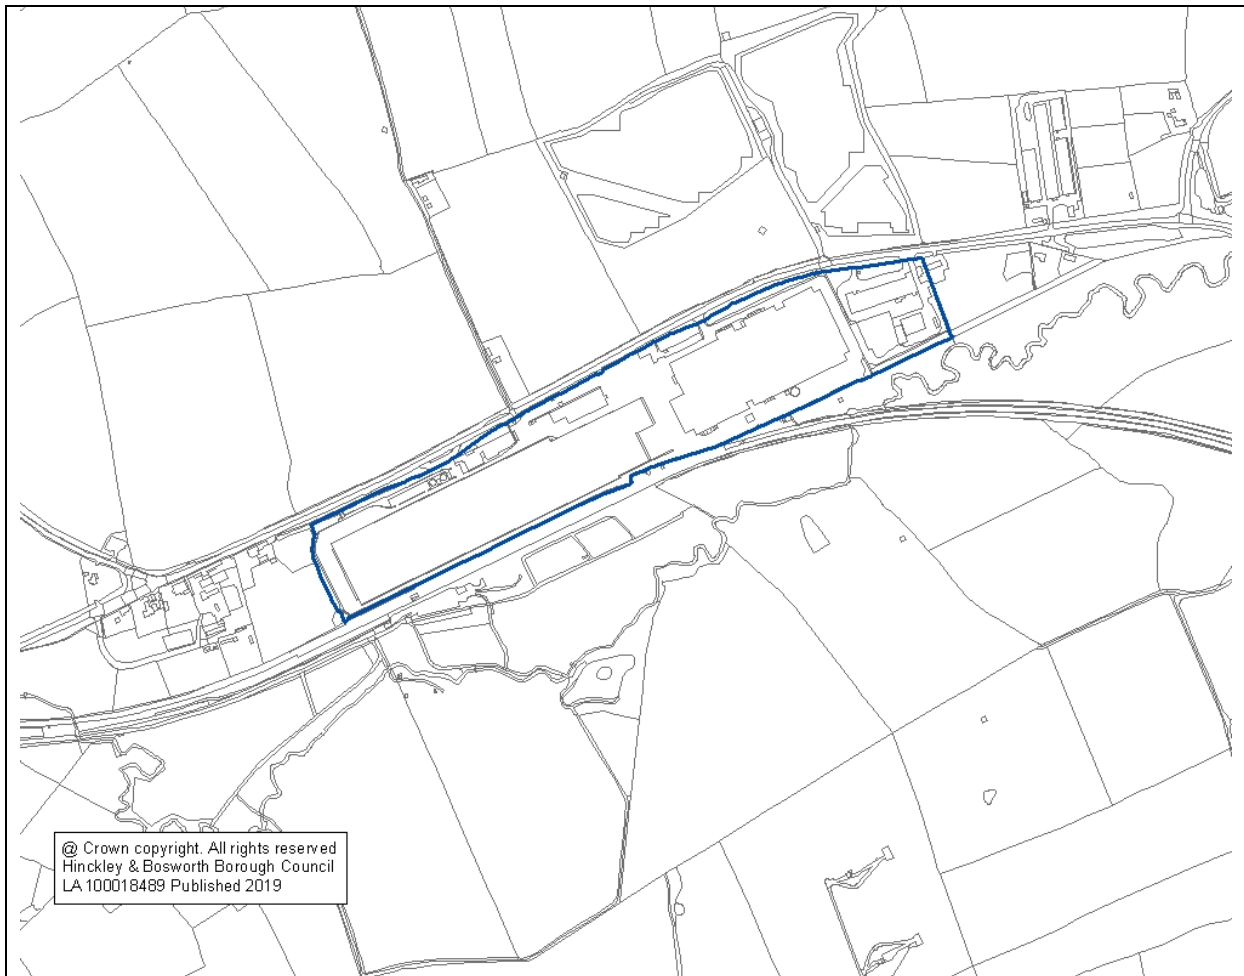 @ Crown copyright. All rights reserved
Hinckley & Bosworth Borough Council
LA 100018489 Published 2019